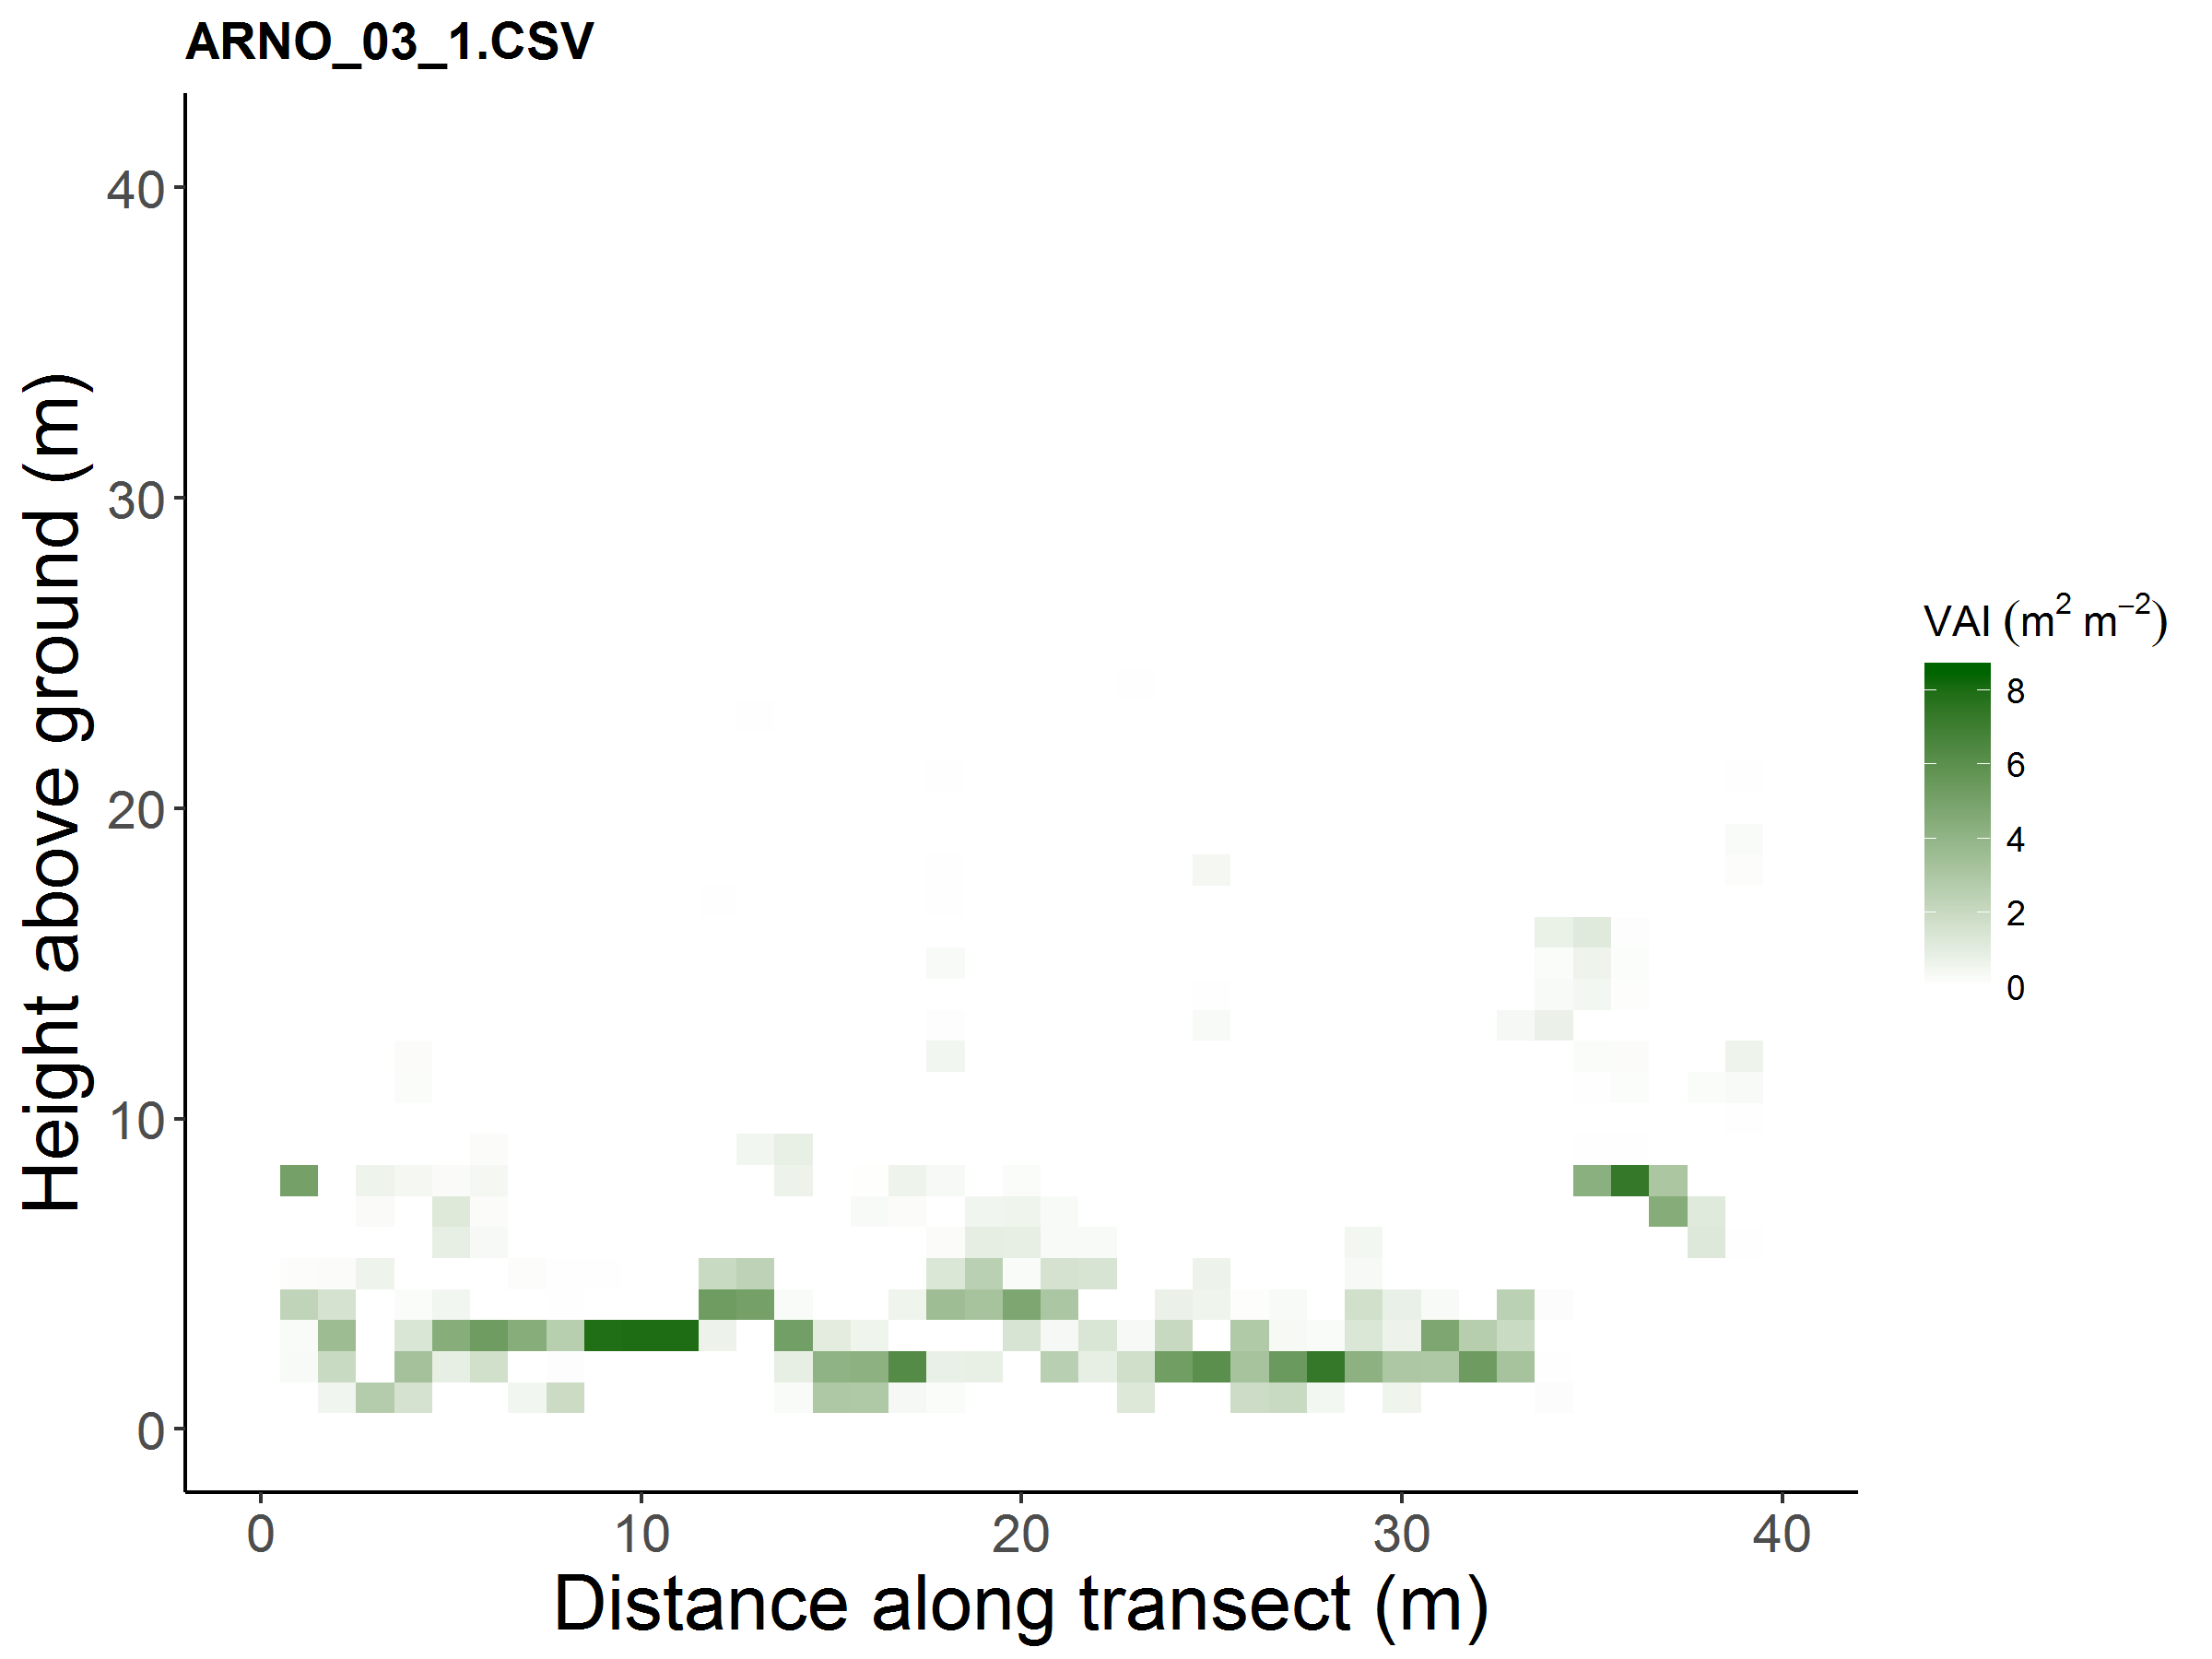 ARNO_03_1.CSV
Height above ground (m)
40
30
20
10
0
0 10 20 30 40
Distance along transect (m)
VAI (m² m⁻²)
8
6
4
2
0